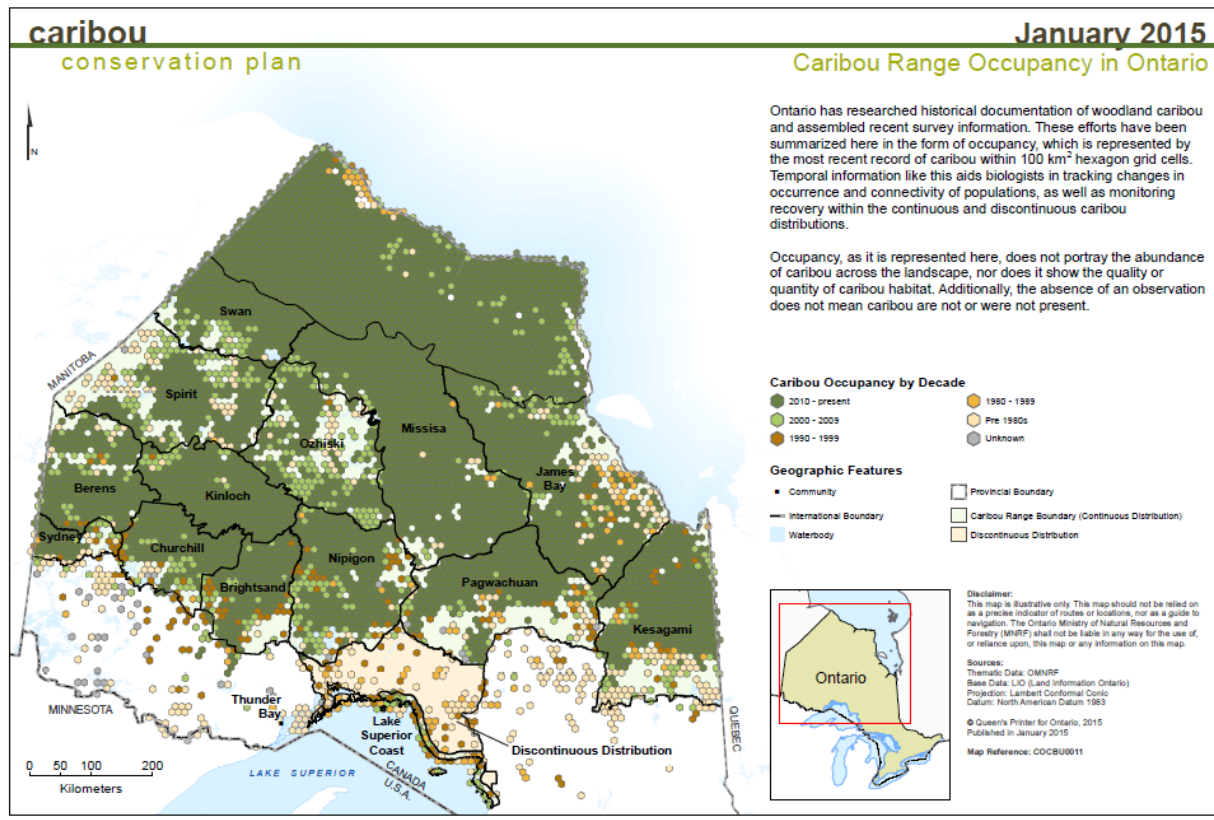 caribou
January 2015
conservation plan
Caribou Range Occupancy in Ontario
Ontario has researched historical documentation of woodland caribou
and assembled recent survey information. These efforts have been
summarized here in the form of occupancy, which is represented by
the most recent record of caribou within 100 km² hexagon grid cells.
Temporal information like this aids biologists in tracking changes in
occurrence and connectivity of populations, as well as monitoring
recovery within the continuous and discontinuous caribou
distributions.
Occupancy, as it is represented here, does not portray the abundance
of caribou across the landscape, nor does it show the quality or
quantity of caribou habitat. Additionally, the absence of an observation
does not mean caribou are not or were not present.
N
Swan
MANITOBA
Spirit
Ozhiski
Missisa
James
Bay
Berens
Kinloch
Sydney
Churchill
Nipigon
Brightsand
Pagwachuan
Kesagami
MINNESOTA
Thunder
Bay
Lake
Superior
Coast
Discontinuous Distribution
QUEBEC
LAKE SUPERIOR
CANADA
U.S.A.
0 50 100 200
Kilometers
Caribou Occupancy by Decade
2010 - present
1980 - 1989
2000 - 2009
Pre 1980s
1990 - 1999
Unknown
Geographic Features
Community
Provincial Boundary
International Boundary
Caribou Range Boundary (Continuous Distribution)
Waterbody
Discontinuous Distribution
Ontario
Disclaimer:
This map is illustrative only. This map should not be relied on
as a precise indicator of routes or locations, nor as a guide to
navigation. The Ontario Ministry of Natural Resources and
Forestry (MNRF) shall not be liable in any way for the use of,
or reliance upon, this map or any information on this map.
Sources:
Thematic Data: OMNRF
Base Data: LIO (Land Information Ontario)
Projection: Lambert Conformal Conic
Datum: North American Datum 1983
© Queen's Printer for Ontario, 2015
Published in January 2015
Map Reference: COCBU0011